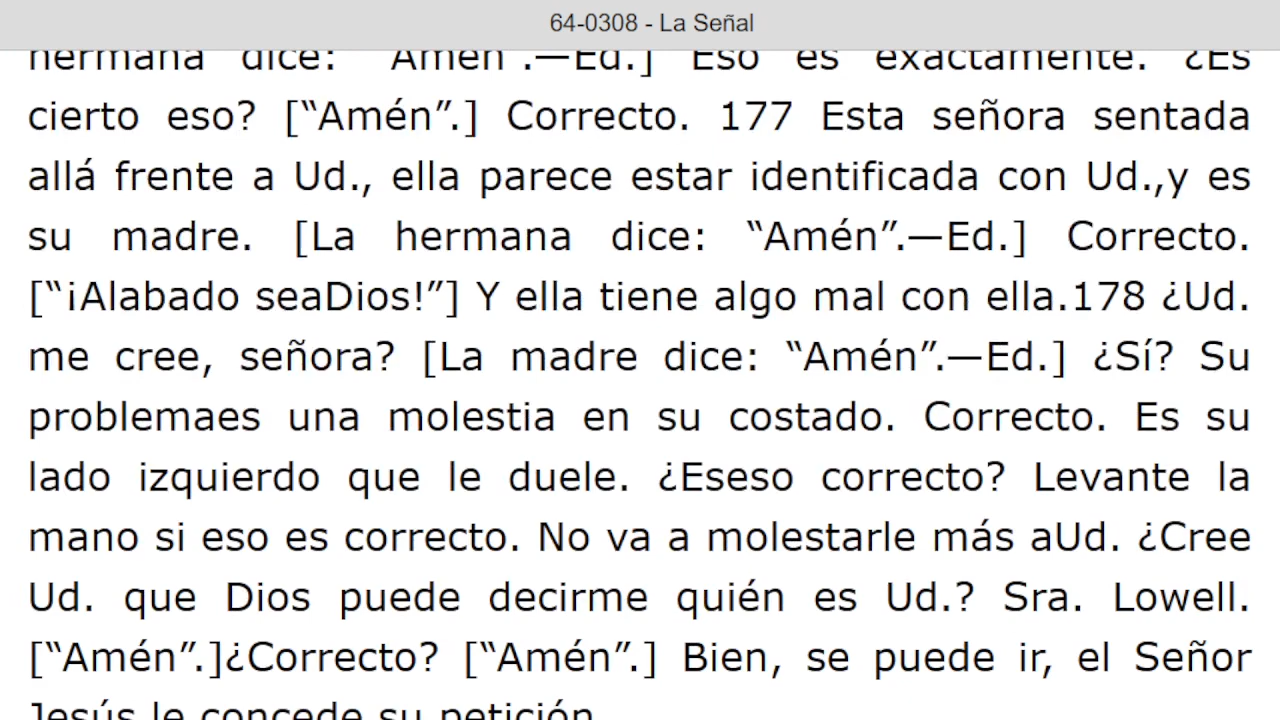 64-0308 - La Señal
hermana dice: “Amén”.—Ed.] Eso es exactamente. ¿Es
cierto eso? [“Amén”.] Correcto. 177 Esta señora sentada
allá frente a Ud., ella parece estar identificada con Ud.,y es
su madre. [La hermana dice: “Amén”.—Ed.] Correcto.
[“¡Alabado seaDios!”] Y ella tiene algo mal con ella.178 ¿Ud.
me cree, señora? [La madre dice: “Amén”.—Ed.] ¿Sí? Su
problemaes una molestia en su costado. Correcto. Es su
lado izquierdo que le duele. ¿Eseso correcto? Levante la
mano si eso es correcto. No va a molestarle más aUd. ¿Cree
Ud. que Dios puede decirme quién es Ud.? Sra. Lowell.
[“Amén”.]¿Correcto? [“Amén”.] Bien, se puede ir, el Señor
Jesús le concede su petición.